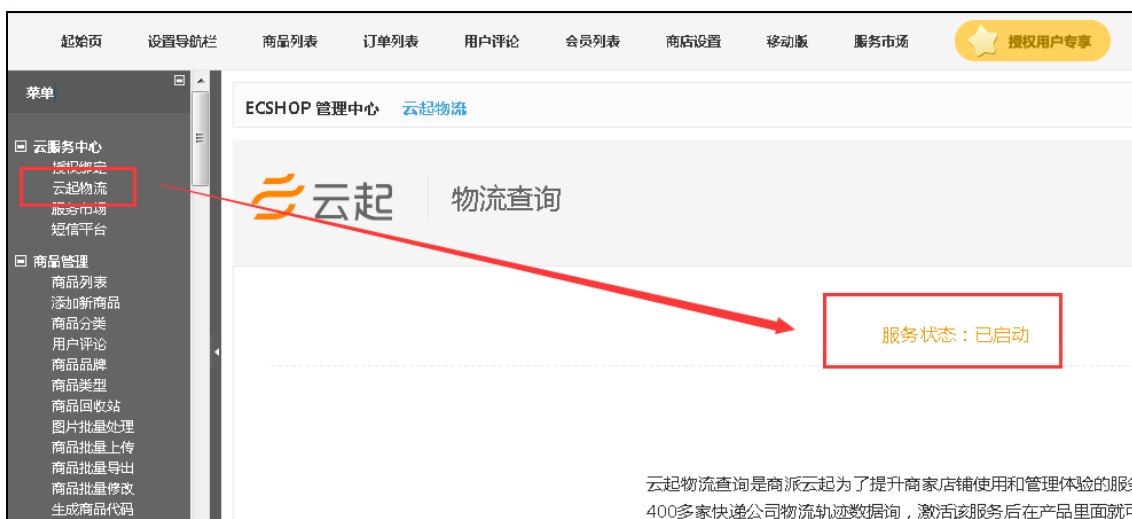 起始页 设置导航栏 商品列表 订单列表 用户评论 会员列表 商店设置 移动版 服务市场 授权用户专享
菜单
ECSHOP 管理中心 云起物流
云服务中心
授权绑定
云起物流
服务市场
短信平台
云起 物流查询
商品管理
商品列表
添加新商品
商品分类
用户评论
商品品牌
商品类型
商品回收站
图片批量处理
商品批量上传
商品批量导出
商品批量修改
生成商品代码
服务状态：已启动
云起物流查询是商派云起为了提升商家店铺使用和管理体验的服
400多家快递公司物流轨迹数据询，激活该服务后在产品里面就可